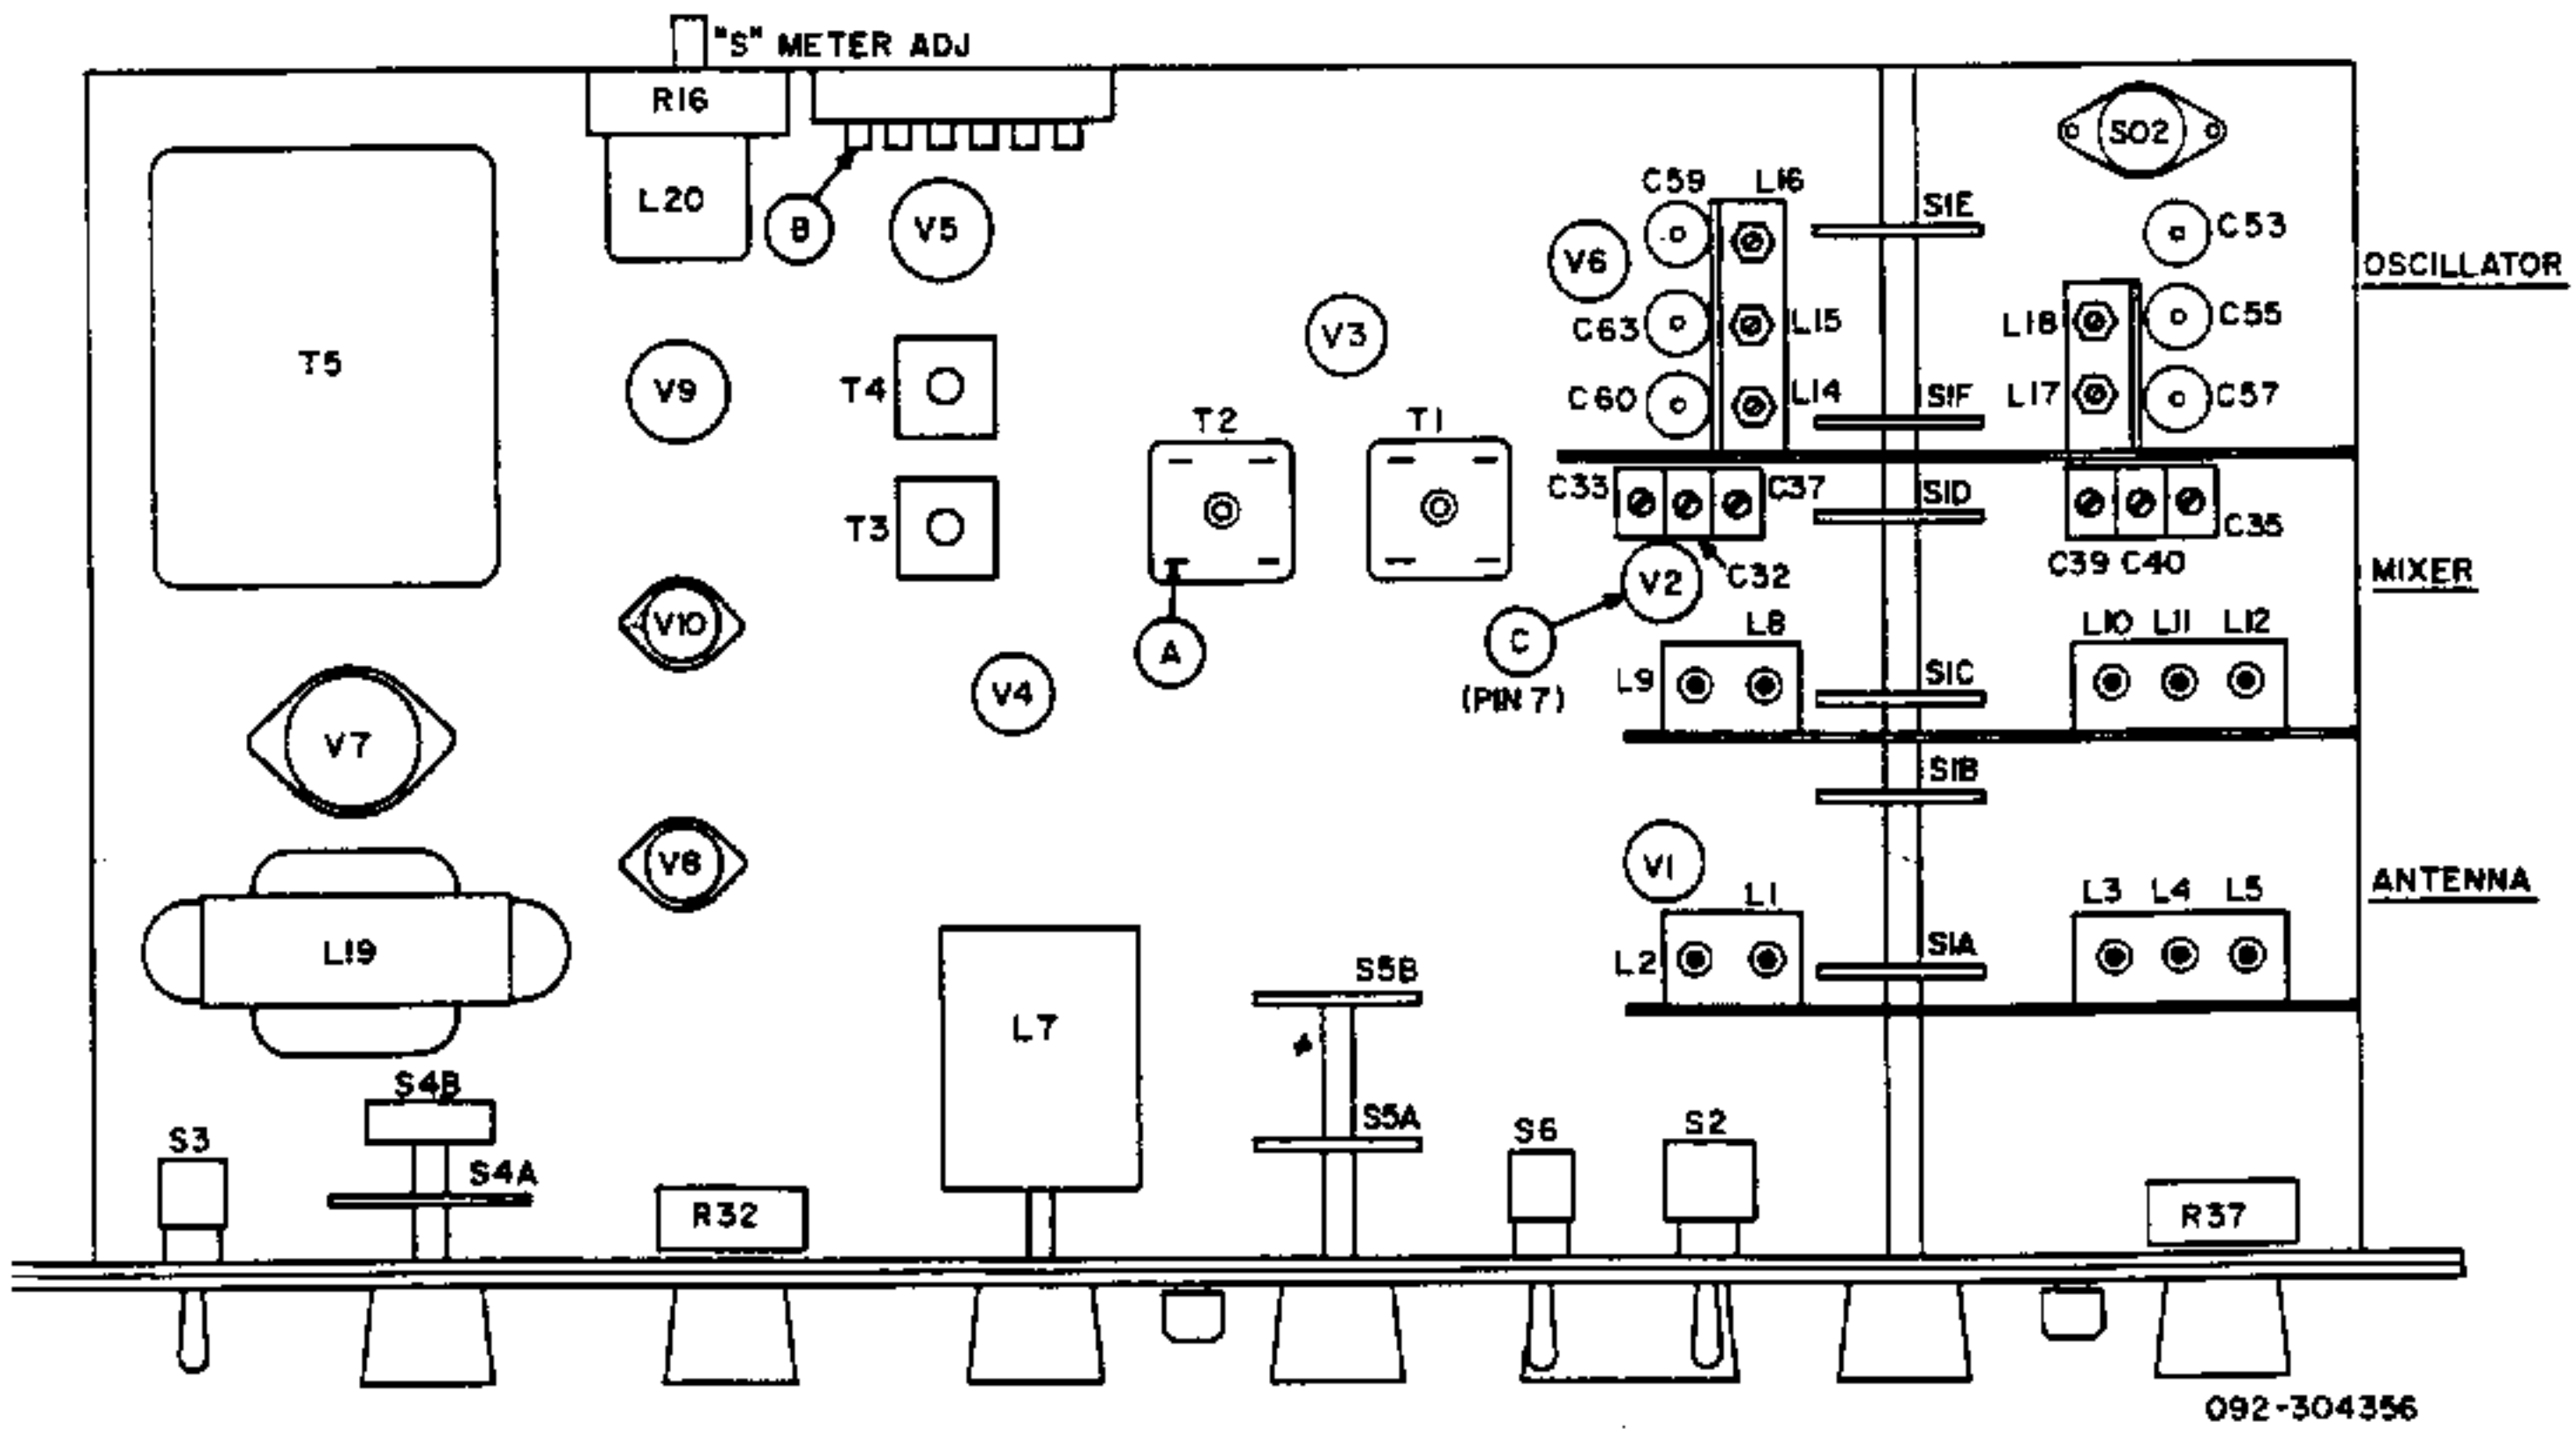 "S" METER ADJ
R16
SO2
L20
B
V5
C59
L16
S1E
C53
V6
OSCILLATOR
V3
C63
L15
L18
C55
T5
V9
T4
C60
L14
S1F
L17
C57
T2
T1
C33
C37
S1D
C35
T3
C32
C39
C40
MIXER
V2
V10
A
C
(PIN 7)
L8
L10
L11
L12
V4
L9
S1C
V7
S1B
V8
V1
L1
L3
L4
L5
ANTENNA
L19
L2
S1A
S5B
L7
S4B
S5A
S3
S4A
S6
S2
R32
R37
092-304356